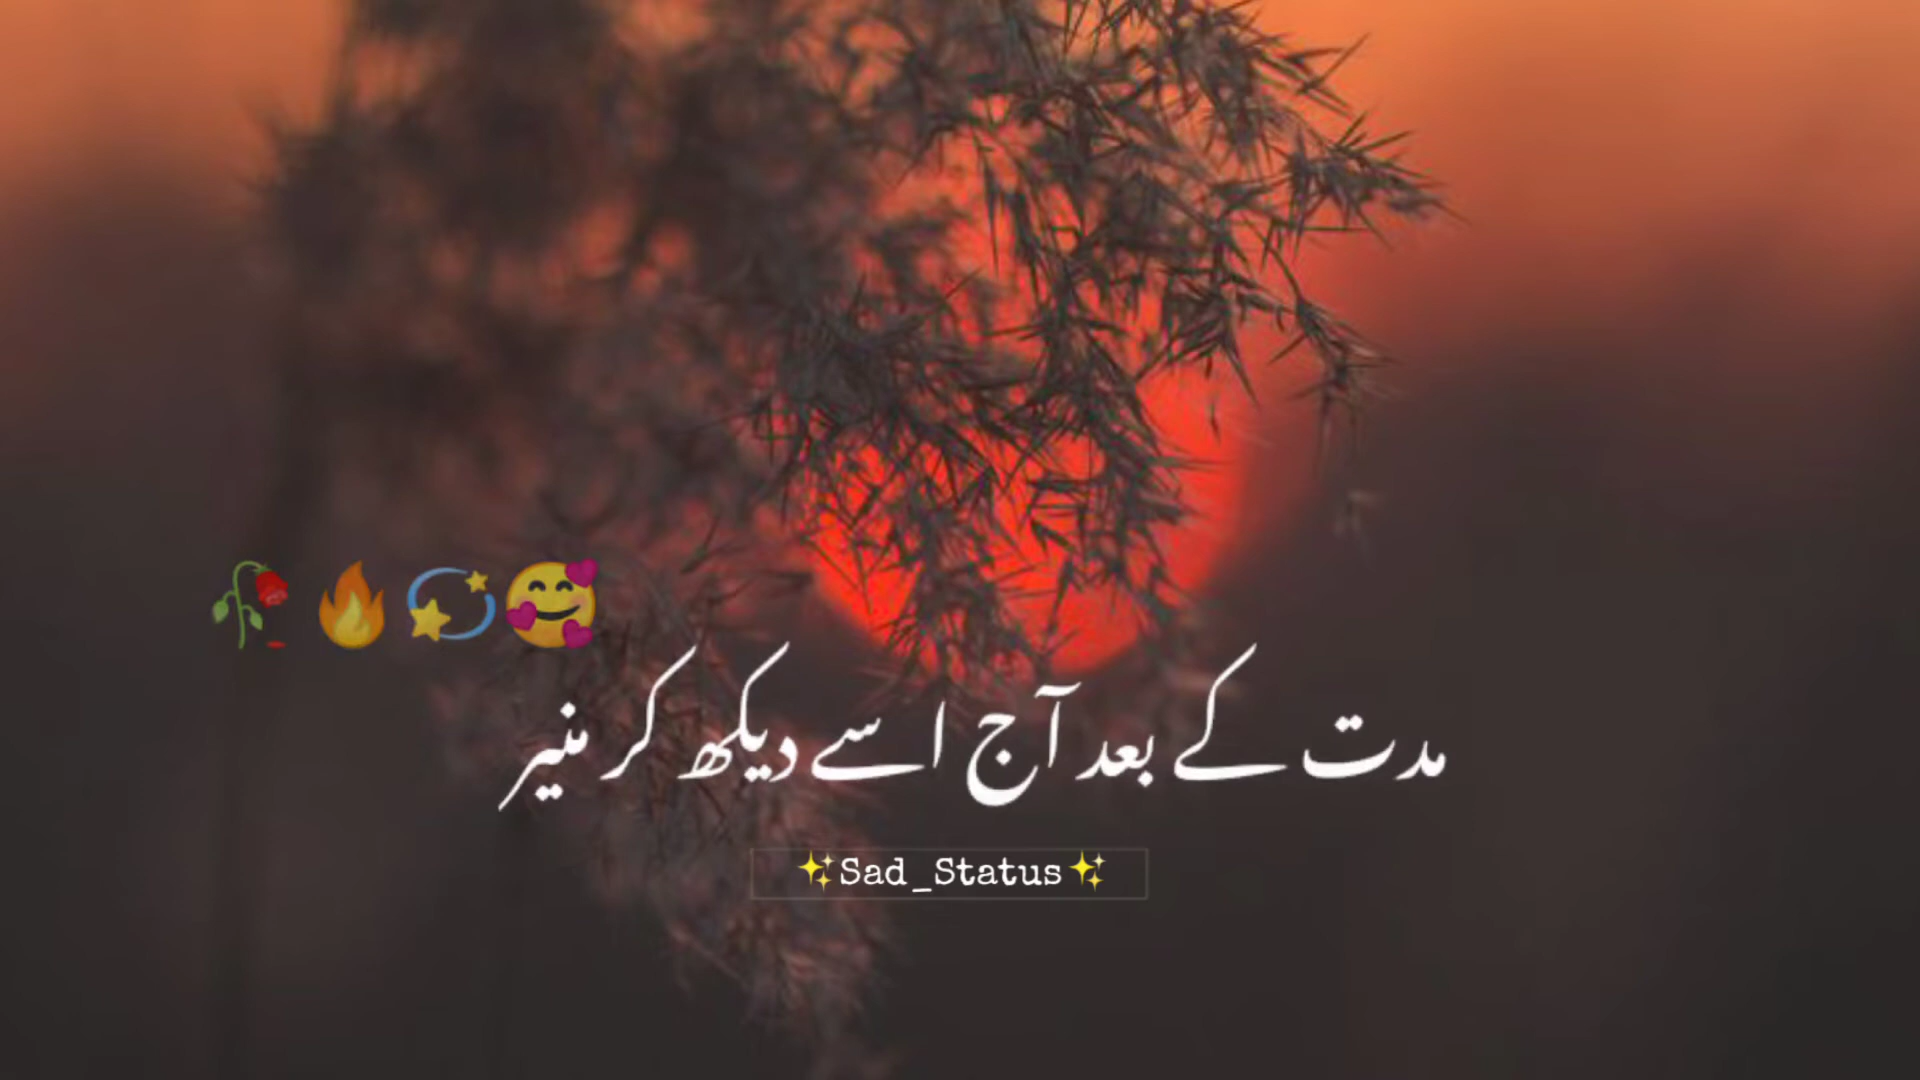 🥀🔥💫🥰
مدت کے بعد آج اسے دیکھ کر منیر
✨Sad_Status✨